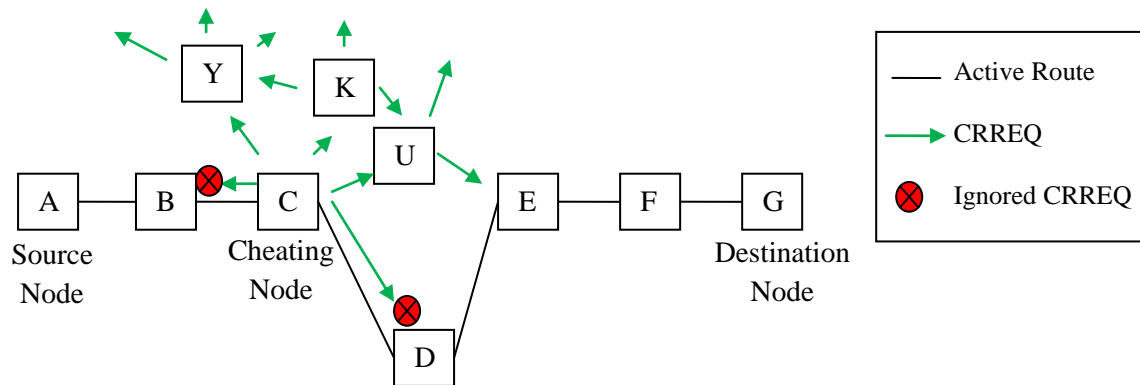 Y
K
U
A
B
C
E
F
G
D
Source
Node
Cheating
Node
Destination
Node
Active Route
CRREQ
Ignored CRREQ